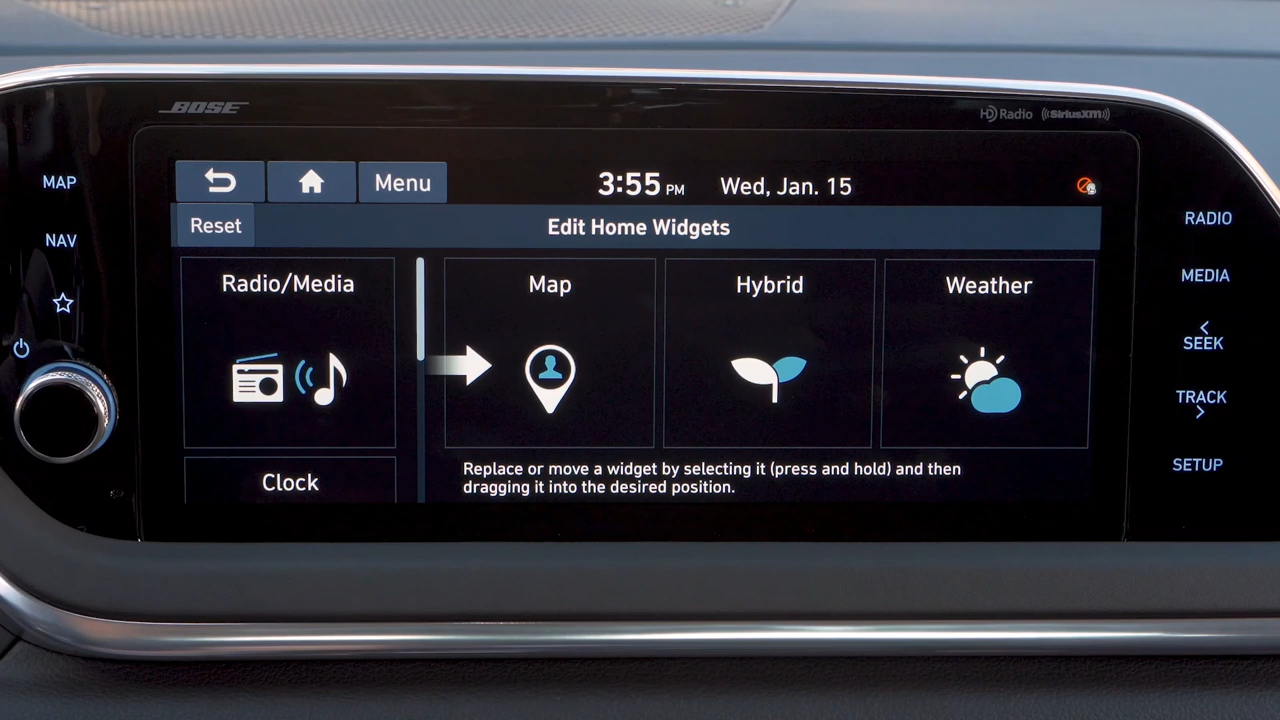 BOSE
HD Radio
((SiriusXM))
MAP
NAV
Menu
3:55 PM
Wed, Jan. 15
Reset
Edit Home Widgets
Radio/Media
Map
Hybrid
Weather
Clock
Replace or move a widget by selecting it (press and hold) and then
dragging it into the desired position.
RADIO
MEDIA
SEEK
TRACK
SETUP